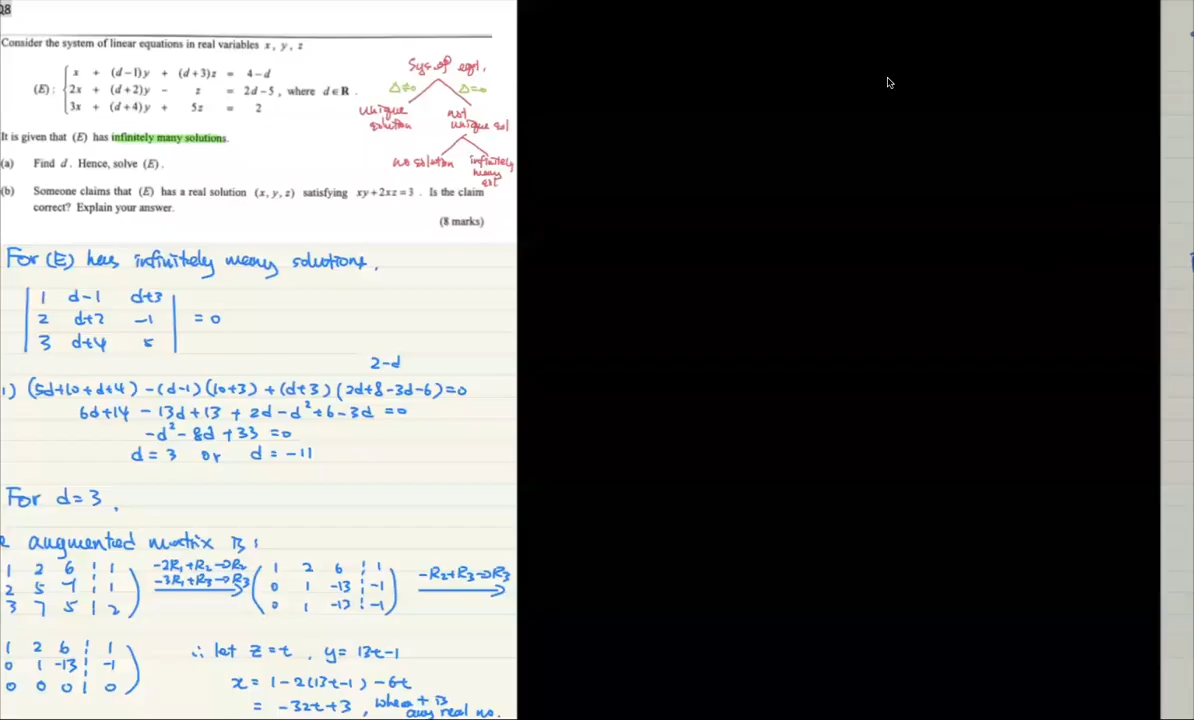 Q8
Consider the system of linear equations in real variables x, y, z
(E): { x + (d−1)y + (d+3)z = 4−d
2x + (d+2)y − z = 2d−5 , where d∈R .
3x + (d+4)y + 5z = 2
It is given that (E) has infinitely many solutions.
(a) Find d. Hence, solve (E).
(b) Someone claims that (E) has a real solution (x, y, z) satisfying xy+2xz=3 . Is the claim
correct? Explain your answer.
(8 marks)
Sys. of eqt.
Δ≠0 Δ=0
unique
solution
not
unique sol
no solution
infinitely
many
sol
For (E) has infinitely many solutions,
| 1 d-1 d+3 |
| 2 d+2 -1 | = 0
| 3 d+4 5 |
2-d
1) (5d+10+d+4) -(d-1)(10+3) + (d+3)(2d+8-3d-6)=0
6d+14 - 13d+13 + 2d-d²+6-3d =0
-d²-8d+33 =0
d=3 or d=-11
For d=3,
augmented matrix is :
1 2 6 ¦ 1
2 5 -1 ¦ 1
3 7 5 | 2
-2R1+R2→R2
-3R1+R3→R3
1 2 6 ¦ 1
0 1 -13 ¦ -1
0 1 -13 ¦ -1
-R2+R3→R3
1 2 6 ¦ 1
0 1 -13 ¦ -1
0 0 0 | 0
∴ let z=t , y=13t-1
x = 1-2(13t-1) -6t
= -32t+3, where t is
any real no.